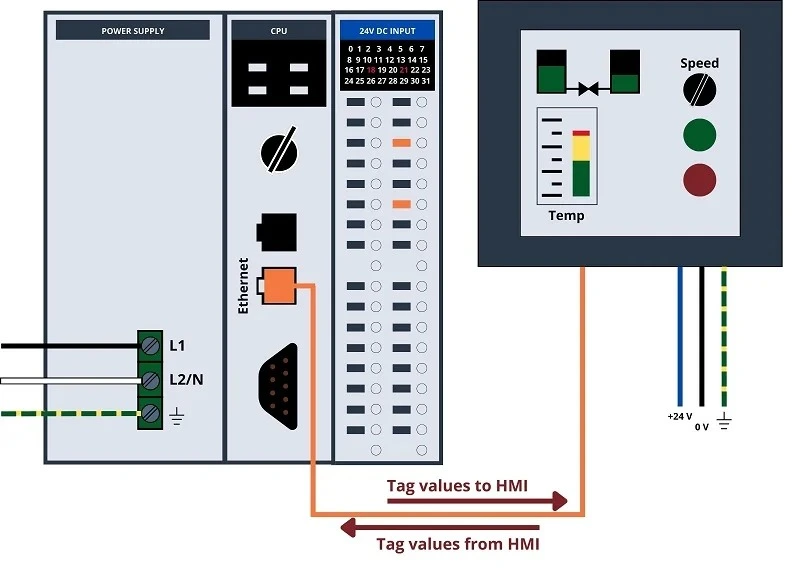 POWER SUPPLY
CPU
24V DC INPUT
0 1 2 3 4 5 6 7
8 9 10 11 12 13 14 15
16 17 18 19 20 21 22 23
24 25 26 27 28 29 30 31
Ethernet
L1
L2/N
Speed
Temp
+24 V
0 V
Tag values to HMI
Tag values from HMI